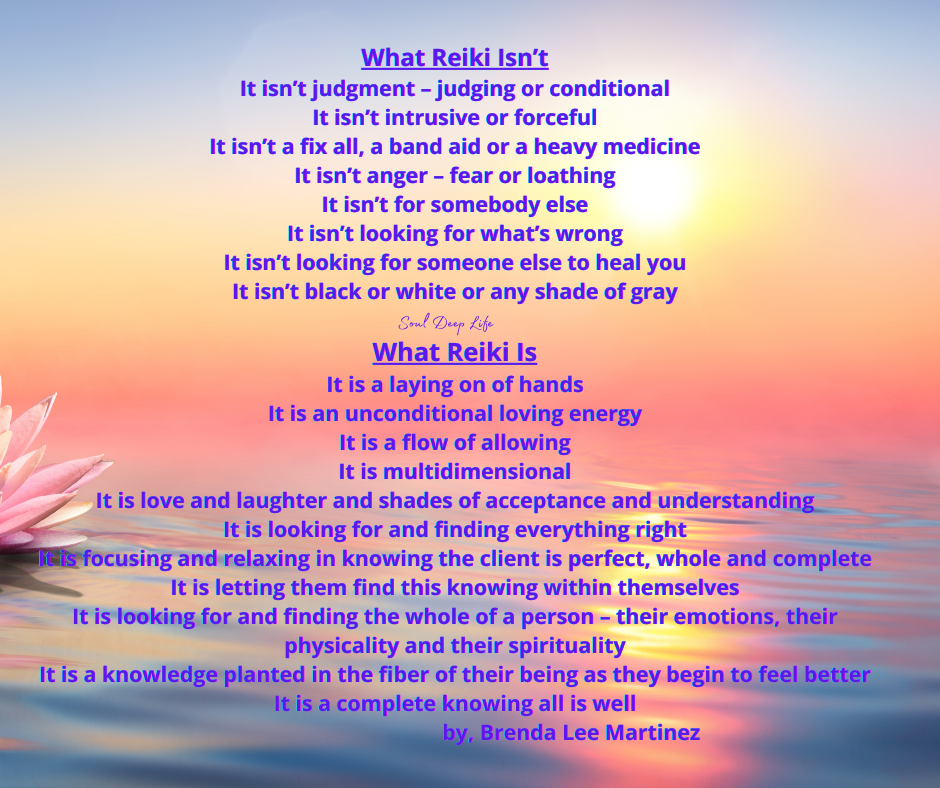 What Reiki Isn’t
It isn’t judgment – judging or conditional
It isn’t intrusive or forceful
It isn’t a fix all, a band aid or a heavy medicine
It isn’t anger – fear or loathing
It isn’t for somebody else
It isn’t looking for what’s wrong
It isn’t looking for someone else to heal you
It isn’t black or white or any shade of gray
Soul Deep Life
What Reiki Is
It is a laying on of hands
It is an unconditional loving energy
It is a flow of allowing
It is multidimensional
It is love and laughter and shades of acceptance and understanding
It is looking for and finding everything right
It is focusing and relaxing in knowing the client is perfect, whole and complete
It is letting them find this knowing within themselves
It is looking for and finding the whole of a person – their emotions, their
physicality and their spirituality
It is a knowledge planted in the fiber of their being as they begin to feel better
It is a complete knowing all is well
by, Brenda Lee Martinez